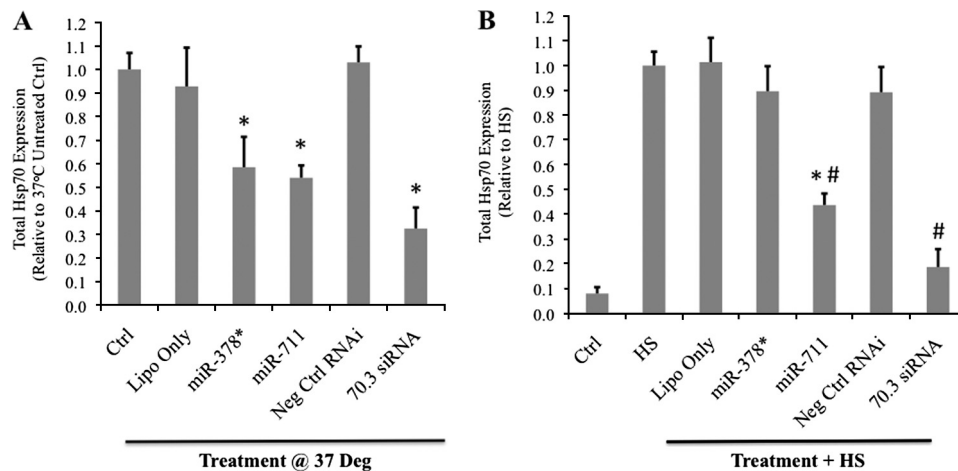 A
Total Hsp70 Expression
(Relative to 37°C Untreated Ctrl)
1.2
1.1
1.0
0.9
0.8
0.7
0.6
0.5
0.4
0.3
0.2
0.1
0.0
*
*
*
Ctrl
Lipo Only
miR-378*
miR-711
Neg Ctrl RNAi
70.3 siRNA
Treatment @ 37 Deg
B
Total Hsp70 Expression
(Relative to HS)
1.2
1.1
1.0
0.9
0.8
0.7
0.6
0.5
0.4
0.3
0.2
0.1
0.0
* #
#
Ctrl
HS
Lipo Only
miR-378*
miR-711
Neg Ctrl RNAi
70.3 siRNA
Treatment + HS